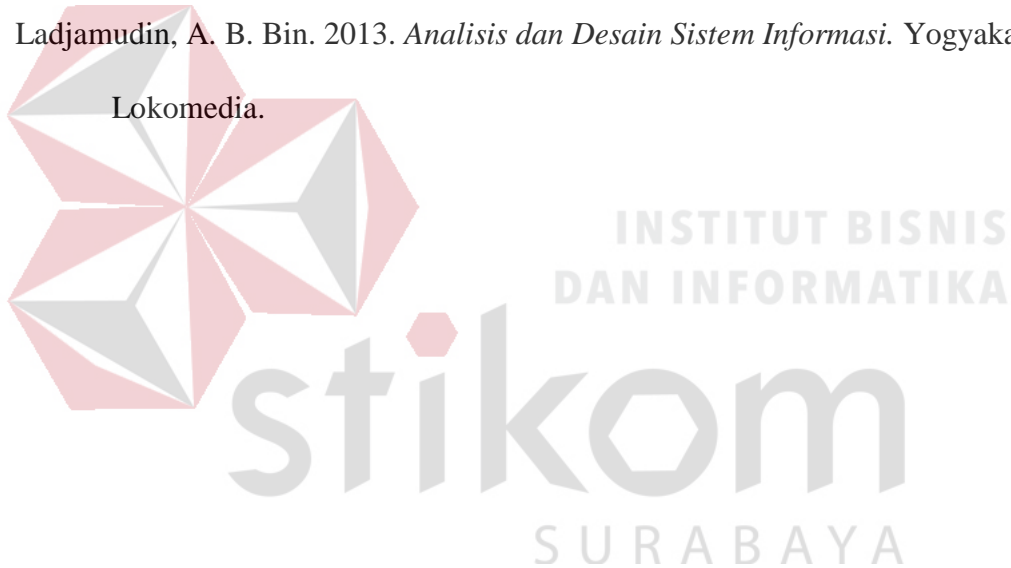 Ladjamudin, A. B. Bin. 2013. Analisis dan Desain Sistem Informasi. Yogyaka
Lokomedia.
INSTITUT BISNIS
DAN INFORMATIKA
stikom
SURABAYA